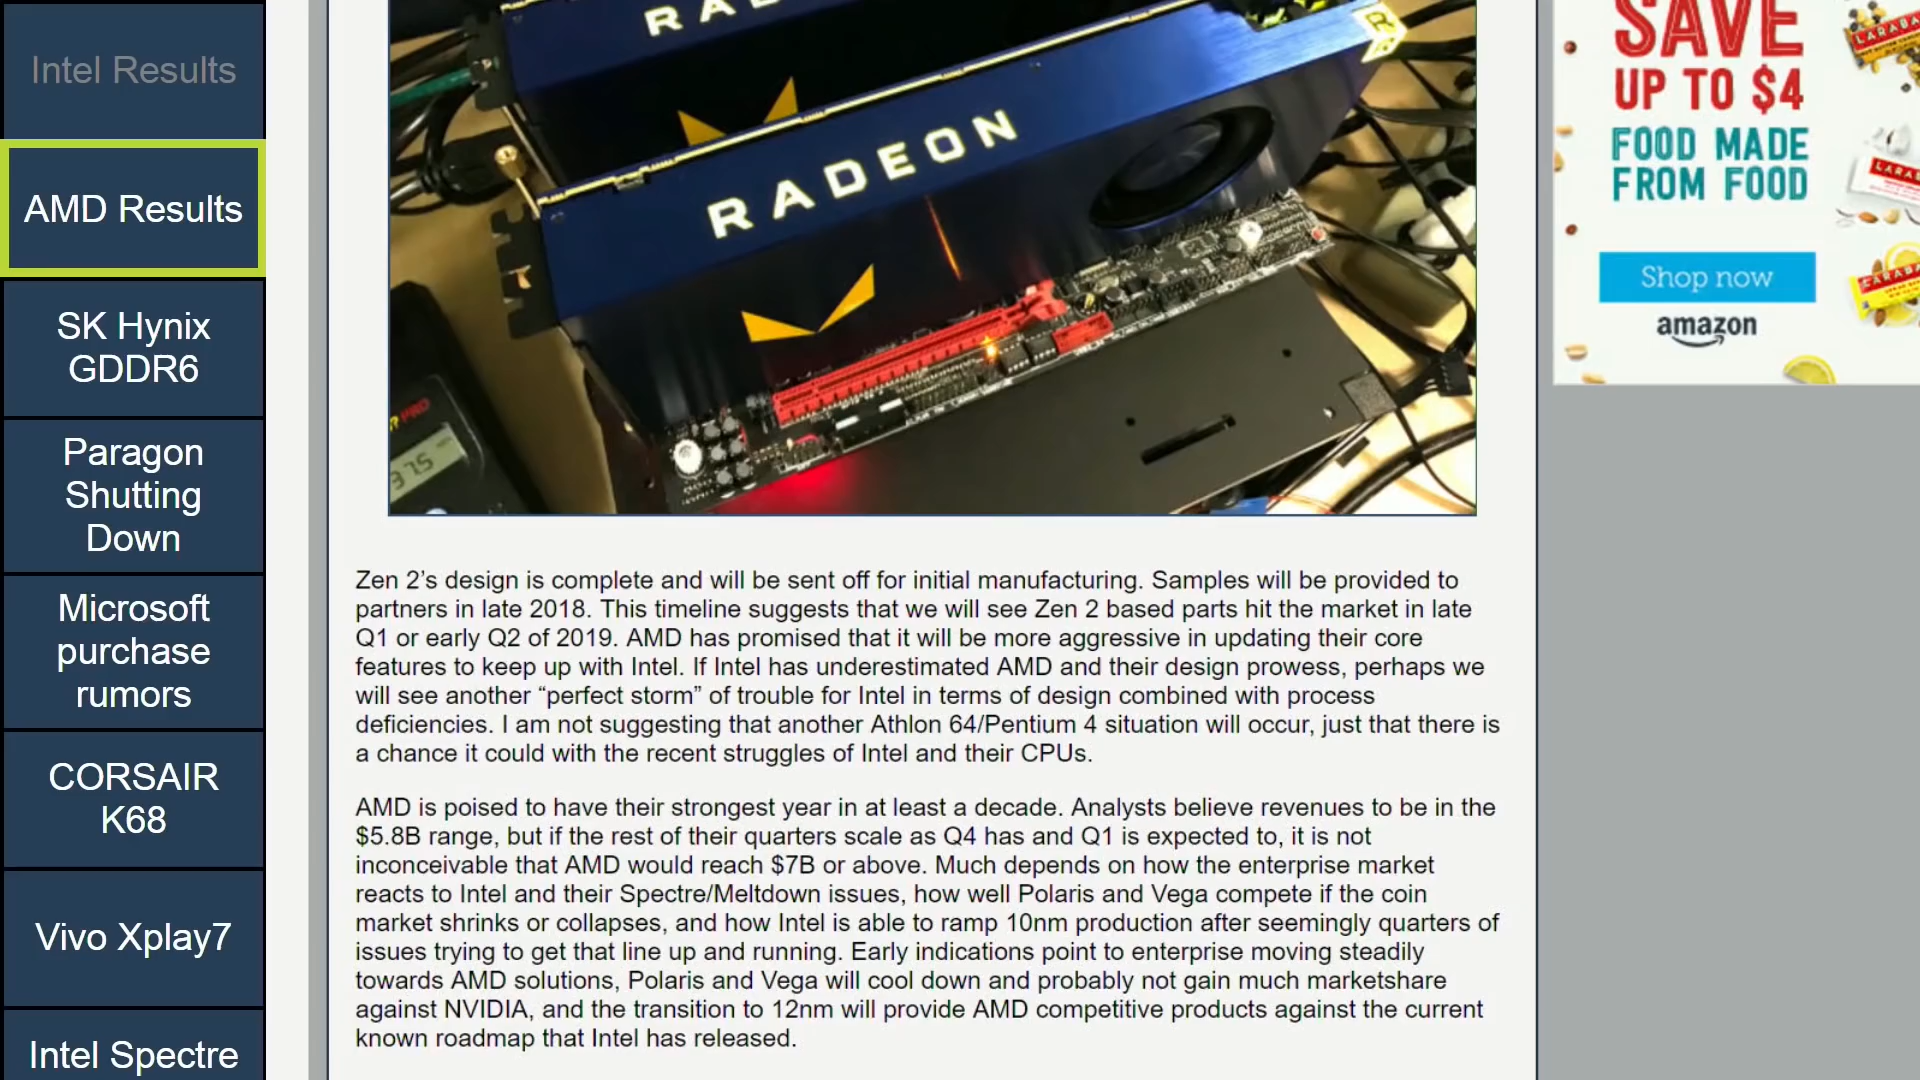 Intel Results
AMD Results
SK Hynix
GDDR6
Paragon
Shutting
Down
Microsoft
purchase
rumors
CORSAIR
K68
Vivo Xplay7
Intel Spectre
RADEON
Zen 2’s design is complete and will be sent off for initial manufacturing. Samples will be provided to
partners in late 2018. This timeline suggests that we will see Zen 2 based parts hit the market in late
Q1 or early Q2 of 2019. AMD has promised that it will be more aggressive in updating their core
features to keep up with Intel. If Intel has underestimated AMD and their design prowess, perhaps we
will see another “perfect storm” of trouble for Intel in terms of design combined with process
deficiencies. I am not suggesting that another Athlon 64/Pentium 4 situation will occur, just that there is
a chance it could with the recent struggles of Intel and their CPUs.
AMD is poised to have their strongest year in at least a decade. Analysts believe revenues to be in the
$5.8B range, but if the rest of their quarters scale as Q4 has and Q1 is expected to, it is not
inconceivable that AMD would reach $7B or above. Much depends on how the enterprise market
reacts to Intel and their Spectre/Meltdown issues, how well Polaris and Vega compete if the coin
market shrinks or collapses, and how Intel is able to ramp 10nm production after seemingly quarters of
issues trying to get that line up and running. Early indications point to enterprise moving steadily
towards AMD solutions, Polaris and Vega will cool down and probably not gain much marketshare
against NVIDIA, and the transition to 12nm will provide AMD competitive products against the current
known roadmap that Intel has released.
SAVE
UP TO $4
FOOD MADE
FROM FOOD
Shop now
amazon